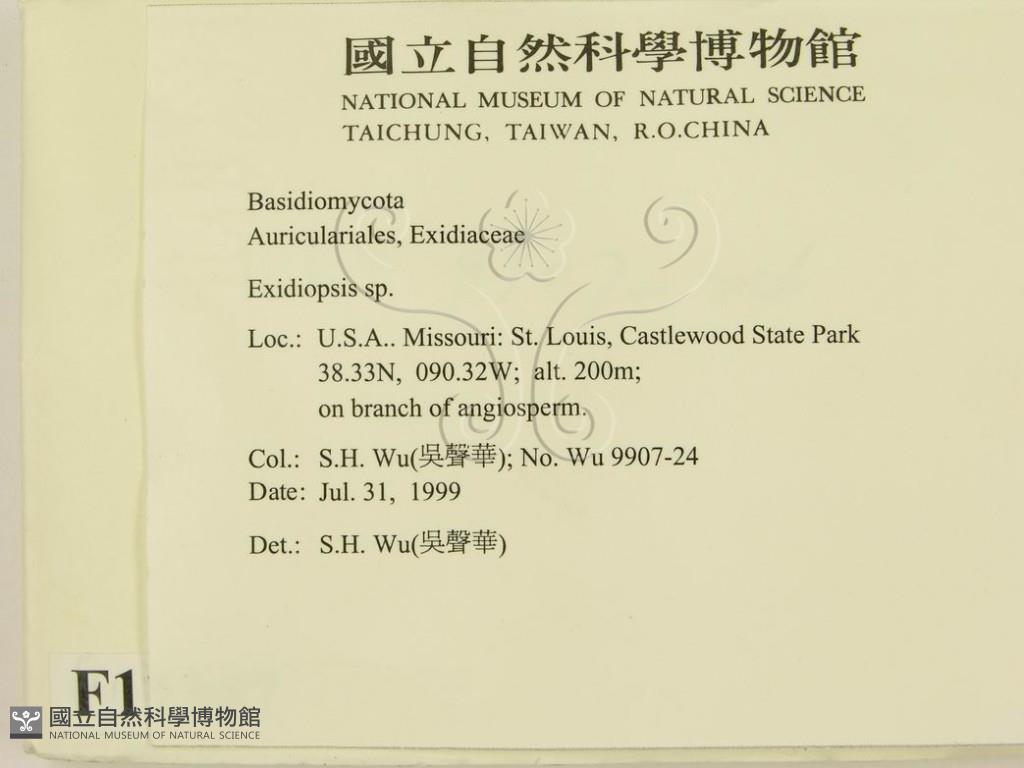 國立自然科學博物館
NATIONAL MUSEUM OF NATURAL SCIENCE
TAICHUNG, TAIWAN, R.O.CHINA
Basidiomycota
Auriculariales, Exidiaceae
Exidiopsis sp.
Loc.: U.S.A.. Missouri: St. Louis, Castlewood State Park
38.33N, 090.32W; alt. 200m;
on branch of angiosperm.
Col.: S.H. Wu(吳聲華); No. Wu 9907-24
Date: Jul. 31, 1999
Det.: S.H. Wu(吳聲華)
F1
國立自然科學博物館
NATIONAL MUSEUM OF NATURAL SCIENCE